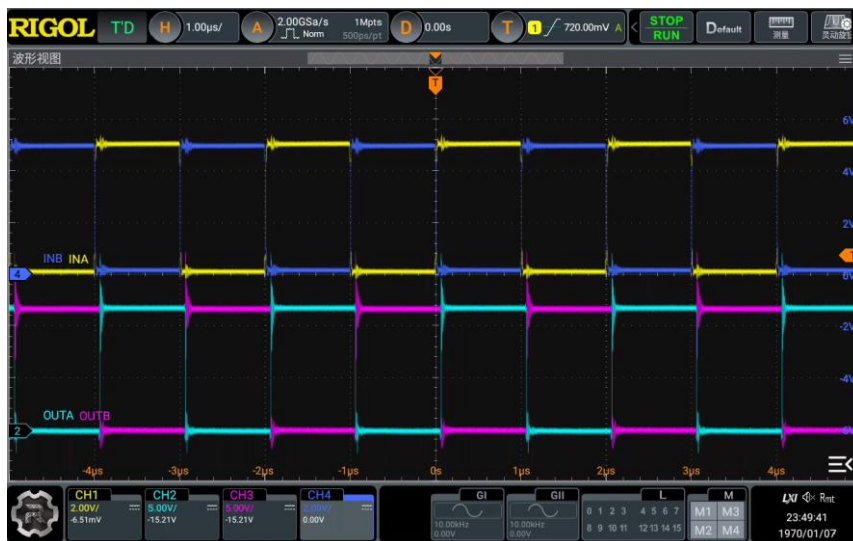 RIGOL T'D H 1.00μs/ A 2.00GSa/s Norm 1Mpts 500ps/pt D 0.00s T 1 720.00mV A STOP RUN Default 测量
波形视图
T
6V
4V
2V
INB INA
4
0V
-2V
-4V
OUTA OUTB
2
-6V
-4μs -3μs -2μs -1μs 0s 1μs 2μs 3μs 4μs
CH1 CH2 CH3 CH4 GI GII L M LXI Rmt
2.00V/ 5.00V/ 5.00V/ 2.00V/ 0 1 2 3 4 5 6 7 M1 M3
-6.51mV -15.21V -15.21V 0.00V 10.00kHz 0.00V 10.00kHz 0.00V 8 9 10 11 12 13 14 15 M2 M4
23:49:41
1970/01/07